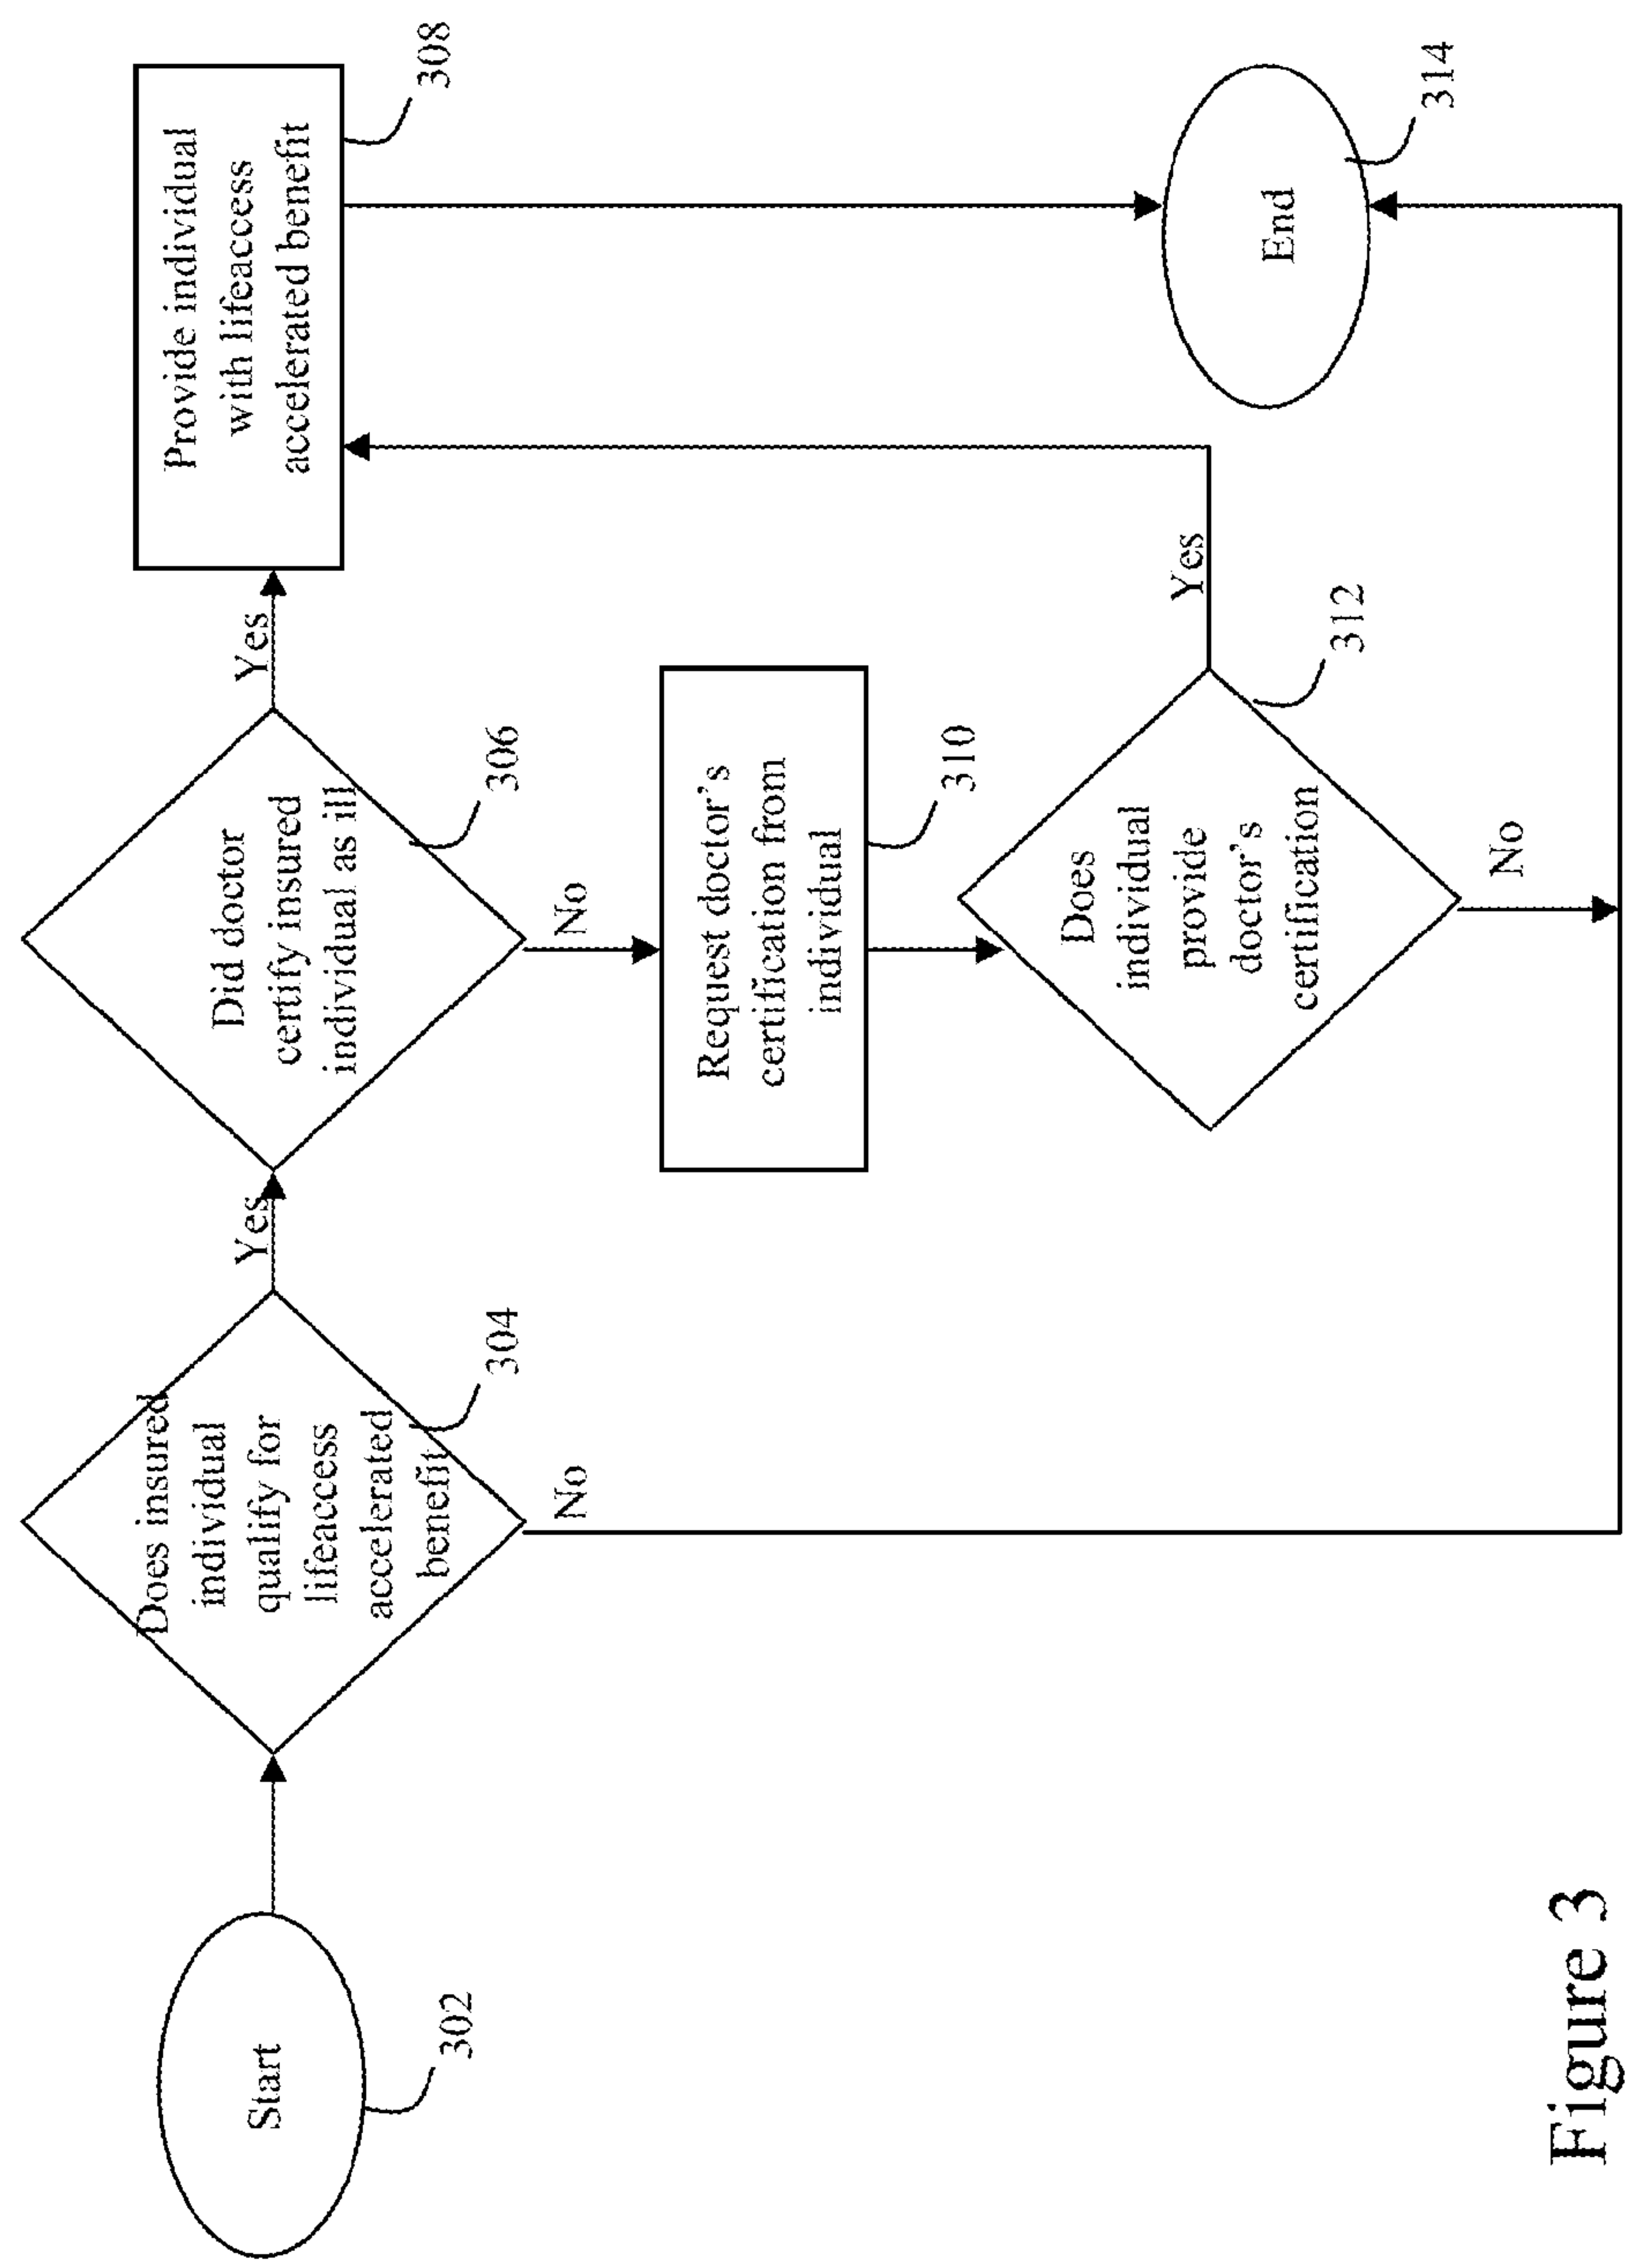 Start
302
Does insured
individual
qualify for
lifeaccess
accelerated
benefit
304
Yes
No
Did doctor
certify insured
individual as ill
306
Yes
No
Provide individual
with lifeaccess
accelerated benefit
308
Request doctor's
certification from
individual
310
Does
individual
provide
doctor's
certification
312
Yes
No
End
314
Figure 3